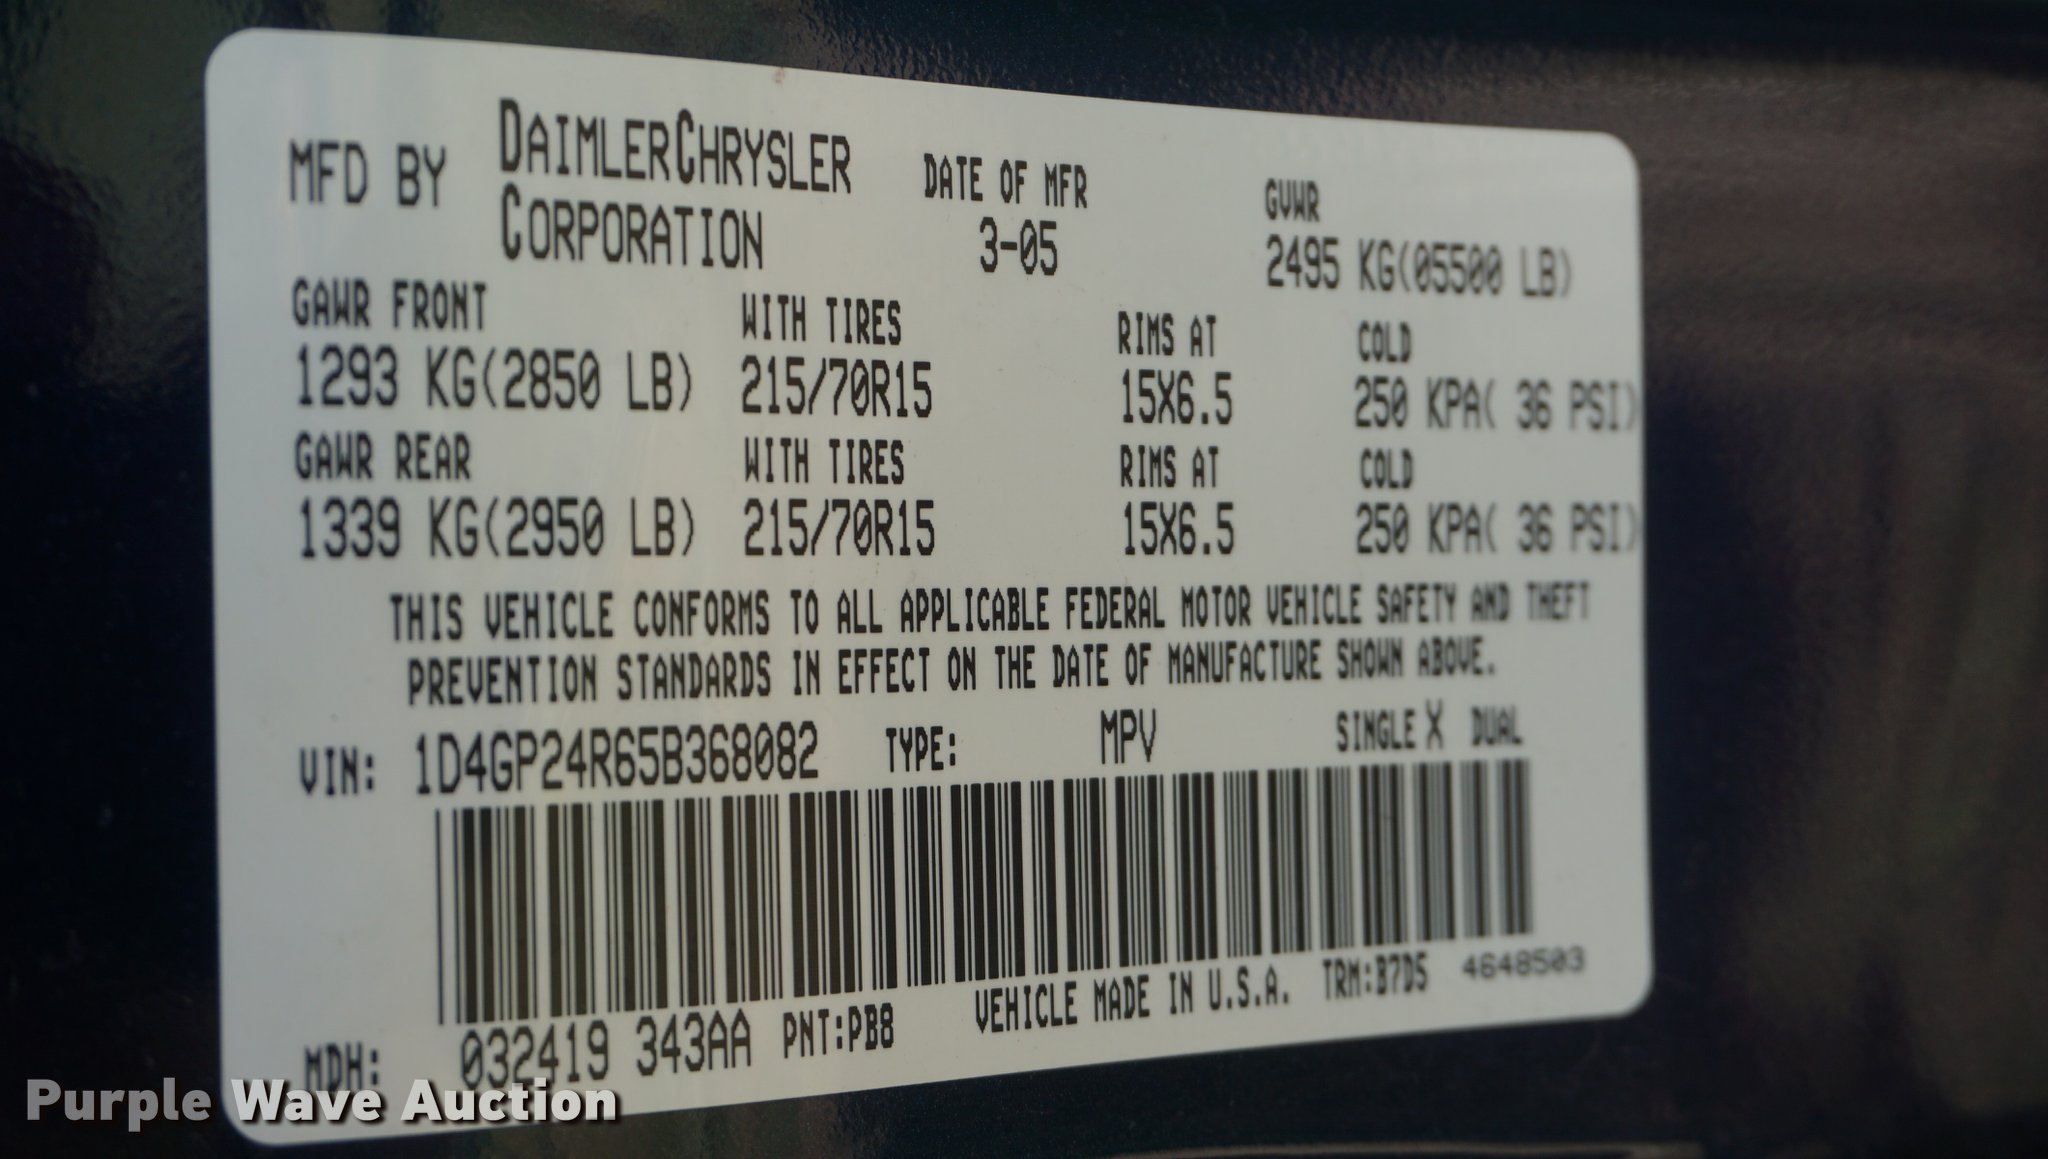 MFD BY DAIMLERCHRYSLER CORPORATION DATE OF MFR 3-05 GVWR 2495 KG(05500 LB)
GAWR FRONT WITH TIRES RIMS AT COLD
1293 KG(2850 LB) 215/70R15 15X6.5 250 KPA( 36 PSI)
GAWR REAR WITH TIRES RIMS AT COLD
1339 KG(2950 LB) 215/70R15 15X6.5 250 KPA( 36 PSI)
THIS VEHICLE CONFORMS TO ALL APPLICABLE FEDERAL MOTOR VEHICLE SAFETY AND THEFT
PREVENTION STANDARDS IN EFFECT ON THE DATE OF MANUFACTURE SHOWN ABOVE.
VIN: 1D4GP24R65B368082 TYPE: MPV SINGLE X DUAL
MDH: 032419 343AA PNT:PB8 VEHICLE MADE IN U.S.A. TRM:B7D5 4648503
Purple Wave Auction